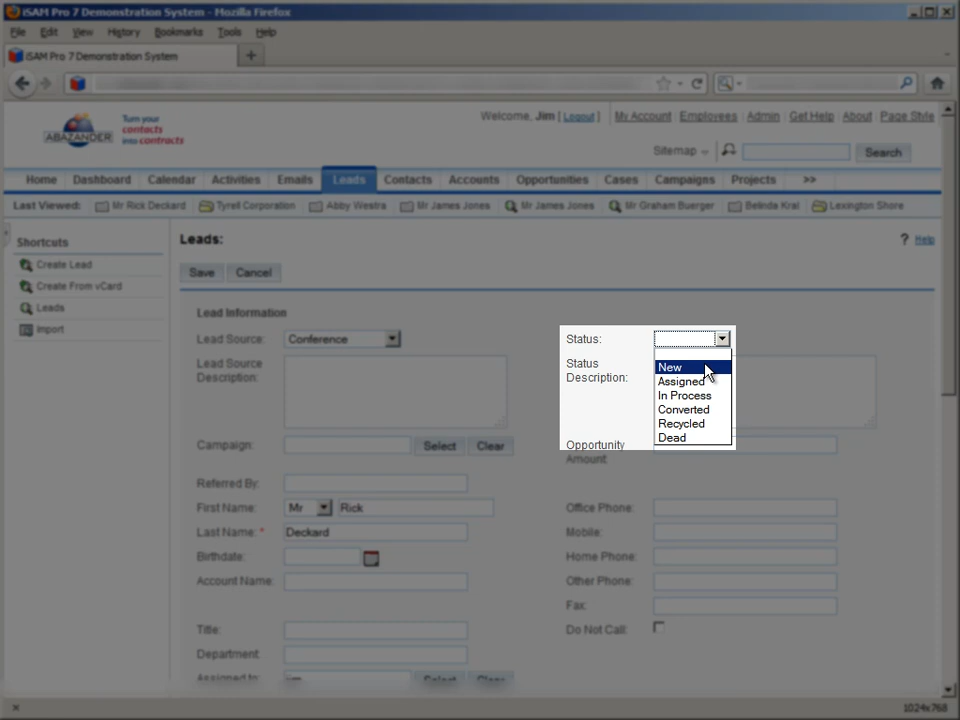 iSAM Pro 7 Demonstration System - Mozilla Firefox
File Edit View History Bookmarks Tools Help
iSAM Pro 7 Demonstration System
ABAZANDER
Turn your
contacts
into contracts
Welcome, Jim [ Logout ] My Account Employees Admin Get Help About Page Style
Sitemap Search
Home Dashboard Calendar Activities Emails Leads Contacts Accounts Opportunities Cases Campaigns Projects >>
Last Viewed: Mr Rick Deckard Tyrell Corporation Abby Westra Mr James Jones Mr James Jones Mr Graham Buerger Belinda Kral Lexington Shore
Shortcuts
Create Lead
Create From vCard
Leads
Import
Leads:
? Help
Save Cancel
Lead Information
Lead Source: Conference
Status:
Lead Source
Description:
Status
Description:
New
Assigned
In Process
Converted
Recycled
Dead
Campaign: Select Clear
Opportunity
Amount:
Referred By:
First Name: Mr Rick
Office Phone:
Last Name: * Deckard
Mobile:
Birthdate:
Home Phone:
Account Name:
Other Phone:
Fax:
Title:
Do Not Call:
Department:
Assigned to: Select Clear
1024x768